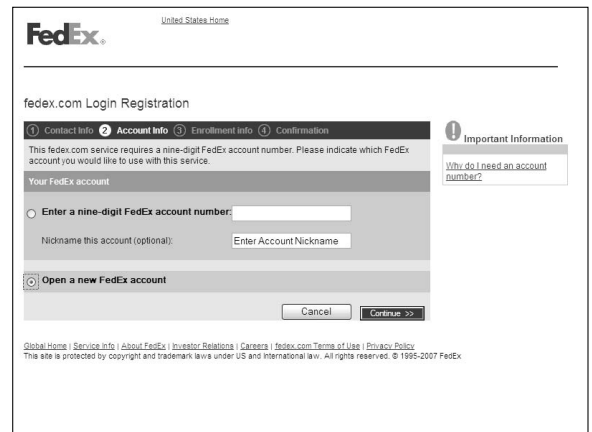 United States Home
FedEx®
fedex.com Login Registration
1 Contact Info 2 Account Info 3 Enrollment info 4 Confirmation
This fedex.com service requires a nine-digit FedEx account number. Please indicate which FedEx
account you would like to use with this service.
Your FedEx account
Enter a nine-digit FedEx account number:
Nickname this account (optional): Enter Account Nickname
Open a new FedEx account
Cancel Continue >>
! Important Information
Why do I need an account
number?
Global Home | Service Info | About FedEx | Investor Relations | Careers | fedex.com Terms of Use | Privacy Policy
This site is protected by copyright and trademark laws under US and International law. All rights reserved. © 1995-2007 FedEx